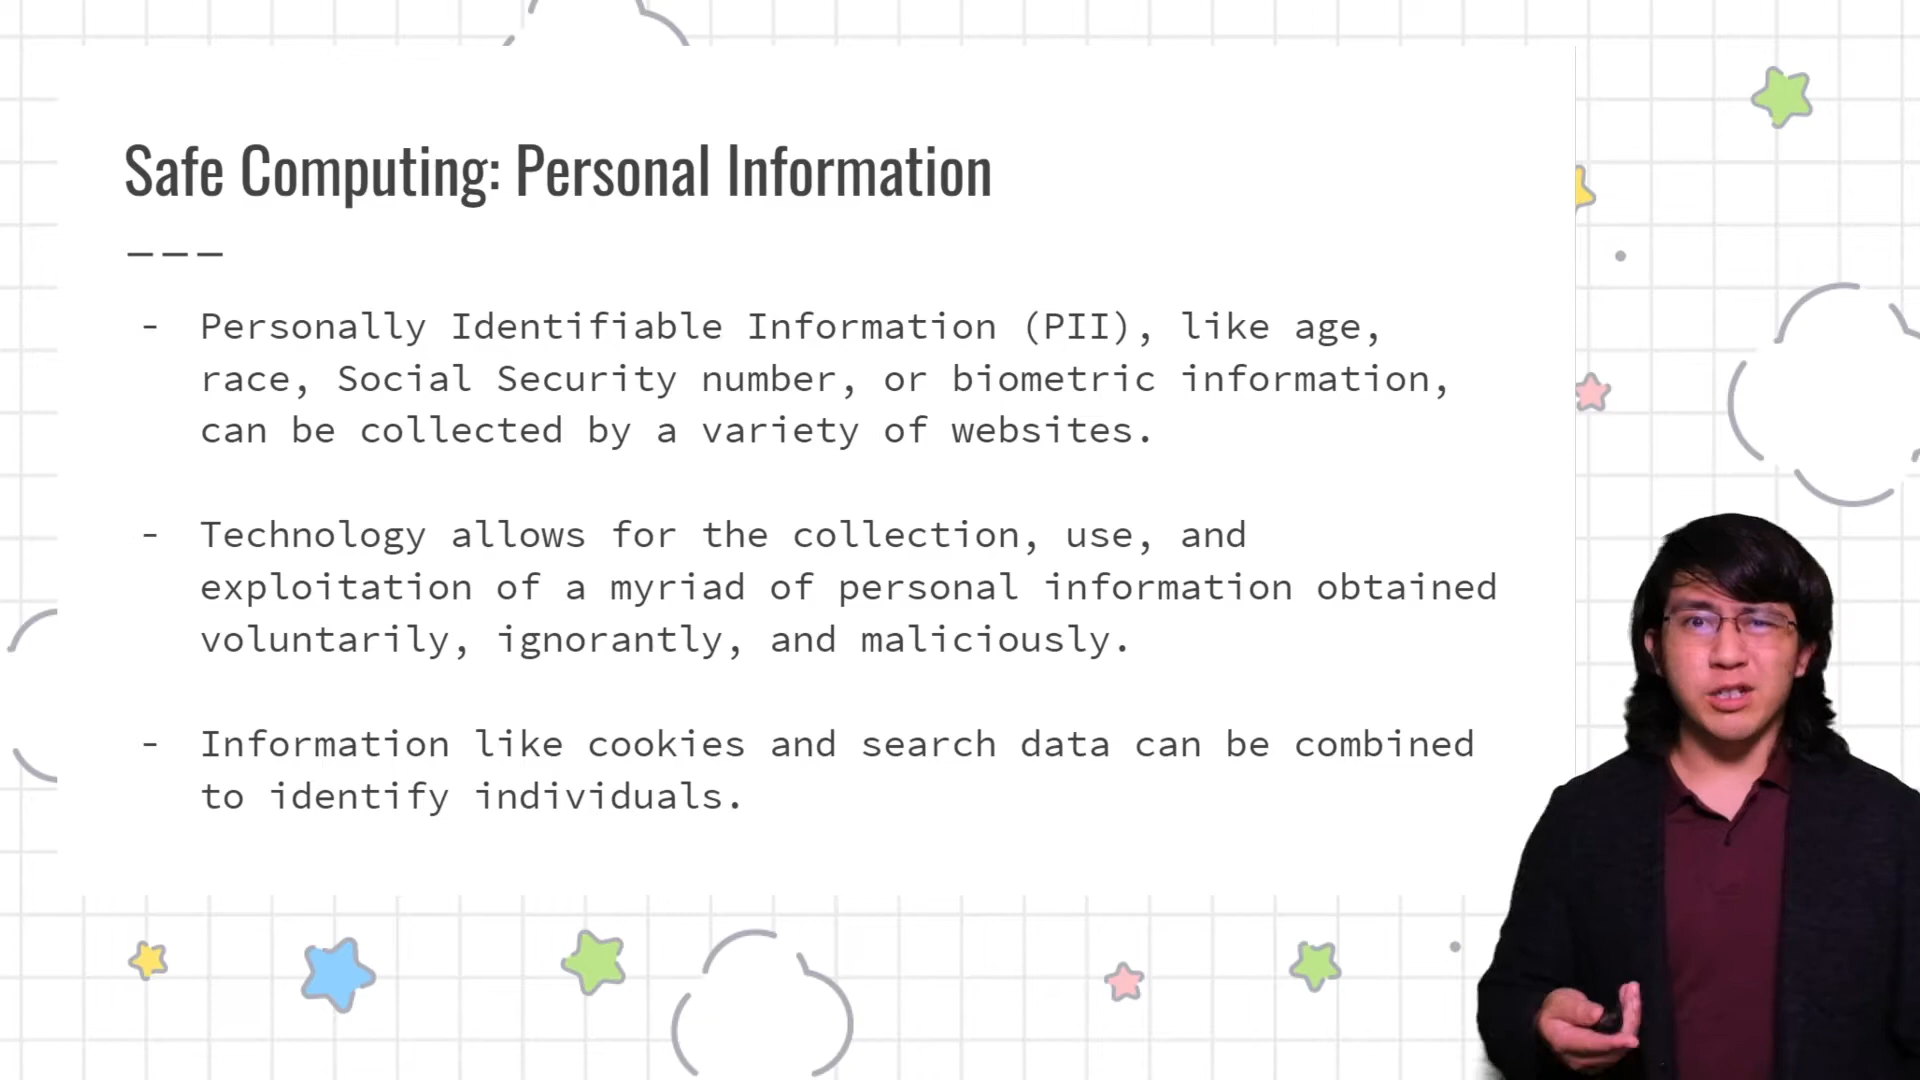 Safe Computing: Personal Information
- Personally Identifiable Information (PII), like age,
race, Social Security number, or biometric information,
can be collected by a variety of websites.
- Technology allows for the collection, use, and
exploitation of a myriad of personal information obtained
voluntarily, ignorantly, and maliciously.
- Information like cookies and search data can be combined
to identify individuals.